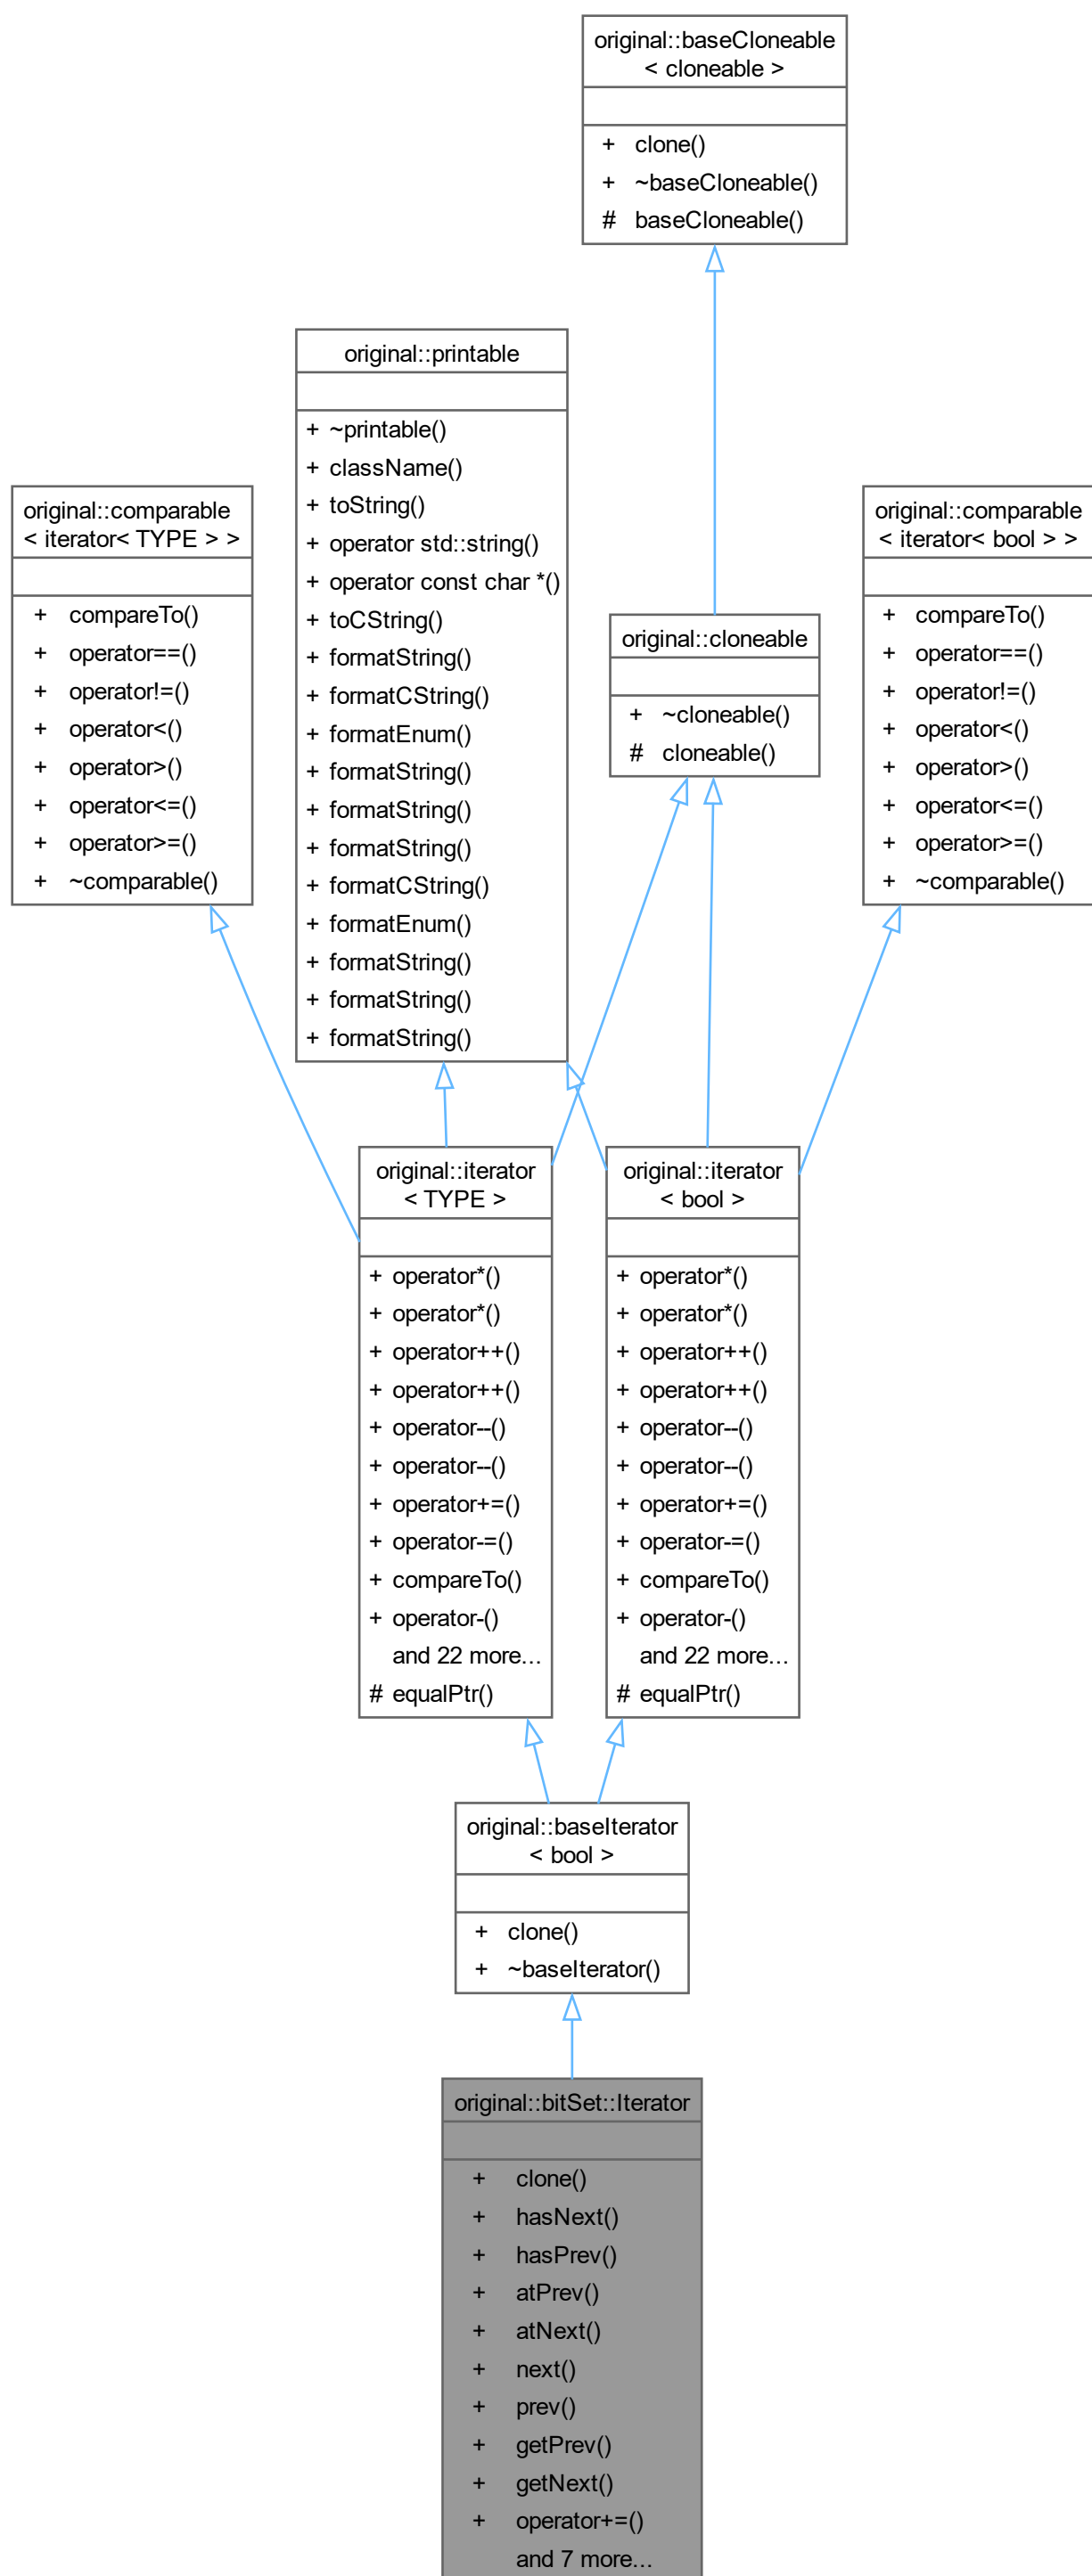 original::baseCloneable
< cloneable >
+ clone()
+ ~baseCloneable()
# baseCloneable()
original::printable
+ ~printable()
+ className()
+ toString()
+ operator std::string()
+ operator const char *()
+ toCString()
+ formatString()
+ formatCString()
+ formatEnum()
+ formatString()
+ formatString()
+ formatString()
+ formatCString()
+ formatEnum()
+ formatString()
+ formatString()
+ formatString()
original::comparable
< iterator< TYPE > >
+ compareTo()
+ operator==()
+ operator!=()
+ operator<()
+ operator>()
+ operator<=()
+ operator>=()
+ ~comparable()
original::cloneable
+ ~cloneable()
# cloneable()
original::comparable
< iterator< bool > >
+ compareTo()
+ operator==()
+ operator!=()
+ operator<()
+ operator>()
+ operator<=()
+ operator>=()
+ ~comparable()
original::iterator
< TYPE >
+ operator*()
+ operator*()
+ operator++()
+ operator++()
+ operator--()
+ operator--()
+ operator+=()
+ operator-=()
+ compareTo()
+ operator-()
and 22 more...
# equalPtr()
original::iterator
< bool >
+ operator*()
+ operator*()
+ operator++()
+ operator++()
+ operator--()
+ operator--()
+ operator+=()
+ operator-=()
+ compareTo()
+ operator-()
and 22 more...
# equalPtr()
original::baseIterator
< bool >
+ clone()
+ ~baseIterator()
original::bitSet::Iterator
+ clone()
+ hasNext()
+ hasPrev()
+ atPrev()
+ atNext()
+ next()
+ prev()
+ getPrev()
+ getNext()
+ operator+=()
and 7 more...